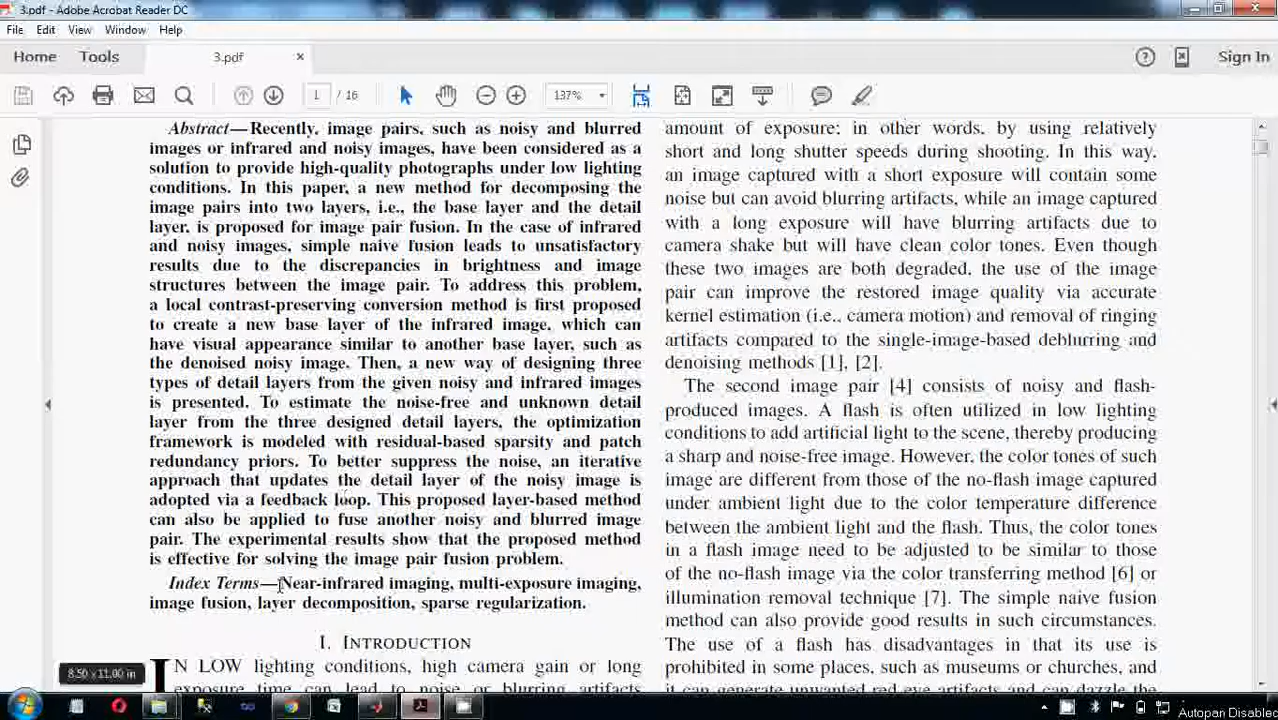 3.pdf - Adobe Acrobat Reader DC
File Edit View Window Help
Home Tools 3.pdf × Sign In
1 / 16 137%
Abstract—Recently, image pairs, such as noisy and blurred
images or infrared and noisy images, have been considered as a
solution to provide high-quality photographs under low lighting
conditions. In this paper, a new method for decomposing the
image pairs into two layers, i.e., the base layer and the detail
layer, is proposed for image pair fusion. In the case of infrared
and noisy images, simple naive fusion leads to unsatisfactory
results due to the discrepancies in brightness and image
structures between the image pair. To address this problem,
a local contrast-preserving conversion method is first proposed
to create a new base layer of the infrared image, which can
have visual appearance similar to another base layer, such as
the denoised noisy image. Then, a new way of designing three
types of detail layers from the given noisy and infrared images
is presented. To estimate the noise-free and unknown detail
layer from the three designed detail layers, the optimization
framework is modeled with residual-based sparsity and patch
redundancy priors. To better suppress the noise, an iterative
approach that updates the detail layer of the noisy image is
adopted via a feedback loop. This proposed layer-based method
can also be applied to fuse another noisy and blurred image
pair. The experimental results show that the proposed method
is effective for solving the image pair fusion problem.
Index Terms—Near-infrared imaging, multi-exposure imaging,
image fusion, layer decomposition, sparse regularization.
I. INTRODUCTION
IN LOW lighting conditions, high camera gain or long
exposure time can lead to noise or blurring artifacts
amount of exposure; in other words, by using relatively
short and long shutter speeds during shooting. In this way,
an image captured with a short exposure will contain some
noise but can avoid blurring artifacts, while an image captured
with a long exposure will have blurring artifacts due to
camera shake but will have clean color tones. Even though
these two images are both degraded, the use of the image
pair can improve the restored image quality via accurate
kernel estimation (i.e., camera motion) and removal of ringing
artifacts compared to the single-image-based deblurring and
denoising methods [1], [2].
The second image pair [4] consists of noisy and flash-
produced images. A flash is often utilized in low lighting
conditions to add artificial light to the scene, thereby producing
a sharp and noise-free image. However, the color tones of such
image are different from those of the no-flash image captured
under ambient light due to the color temperature difference
between the ambient light and the flash. Thus, the color tones
in a flash image need to be adjusted to be similar to those
of the no-flash image via the color transferring method [6] or
illumination removal technique [7]. The simple naive fusion
method can also provide good results in such circumstances.
The use of a flash has disadvantages in that its use is
prohibited in some places, such as museums or churches, and
it can generate unwanted red eye artifacts and can dazzle the
8.50 x 11.00 in
Autopan Disabled